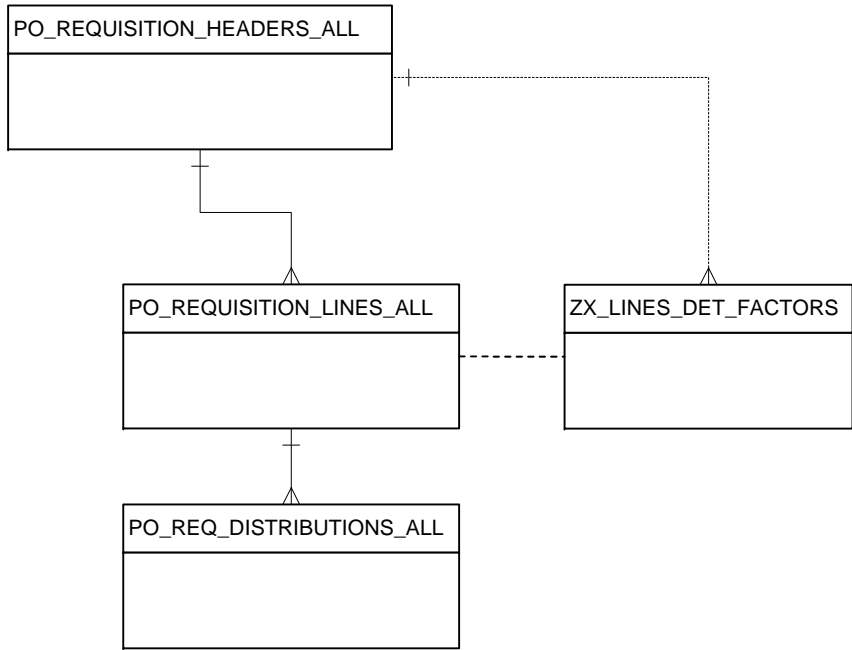 PO_REQUISITION_HEADERS_ALL
PO_REQUISITION_LINES_ALL
ZX_LINES_DET_FACTORS
PO_REQ_DISTRIBUTIONS_ALL